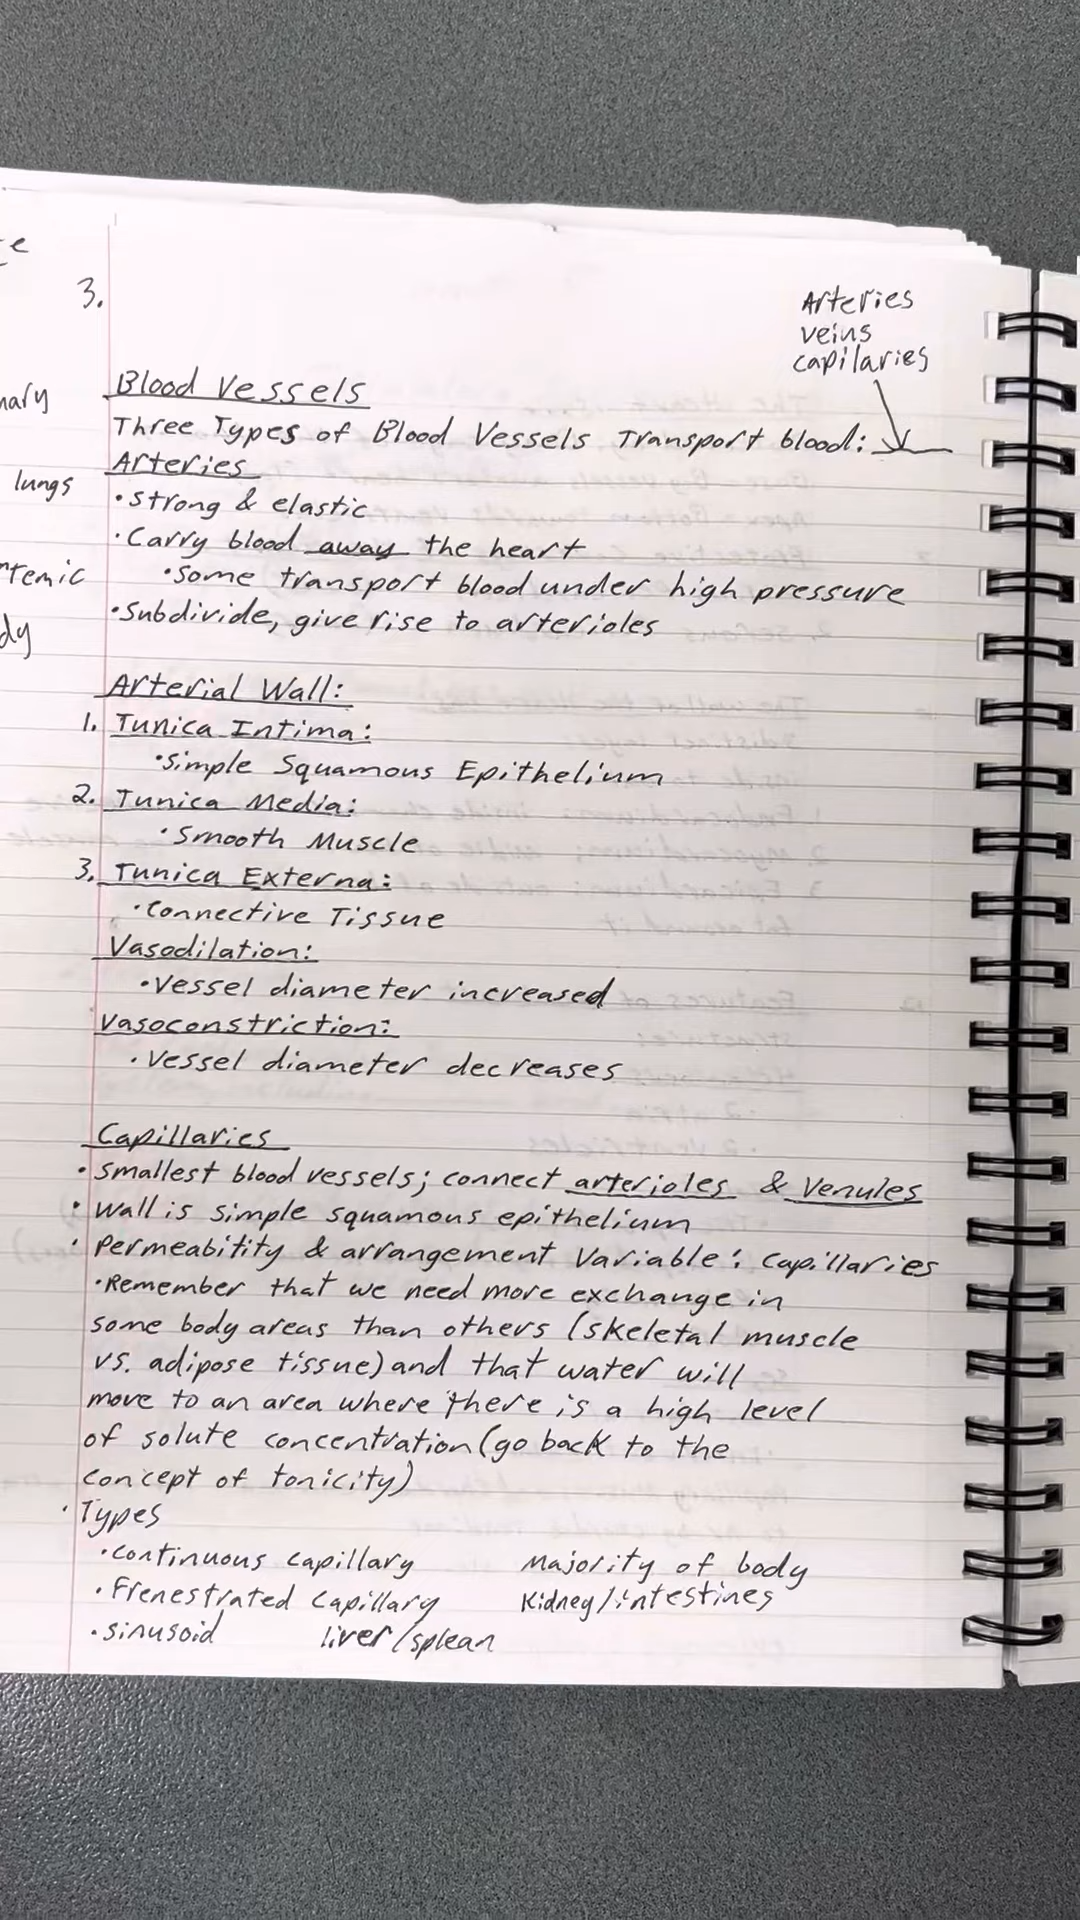 te
3.
Arteries
veins
capilaries
Blood Vessels
nary
Three Types of Blood Vessels Transport blood:
Arteries
lungs
•strong & elastic
•Carry blood away the heart
temic
•Some transport blood under high pressure
•Subdivide, give rise to arterioles
dy
Arterial Wall:
1. Tunica Intima:
•Simple Squamous Epithelium
2. Tunica Media:
•Smooth Muscle
3. Tunica Externa:
•Connective Tissue
Vasodilation:
•Vessel diameter increased
Vasoconstriction:
•Vessel diameter decreases
Capillaries
•Smallest blood vessels; connect arterioles & Venules
•Wall is simple squamous epithelium
•Permeabitity & arrangement Variable: Capillaries
•Remember that we need more exchange in
some body areas than others (skeletal muscle
vs. adipose tissue) and that water will
move to an area where there is a high level
of solute concentration (go back to the
concept of tonicity)
•Types
•Continuous Capillary Majority of body
•Frenestrated Capillary Kidney/intestines
•sinusoid liver/splean